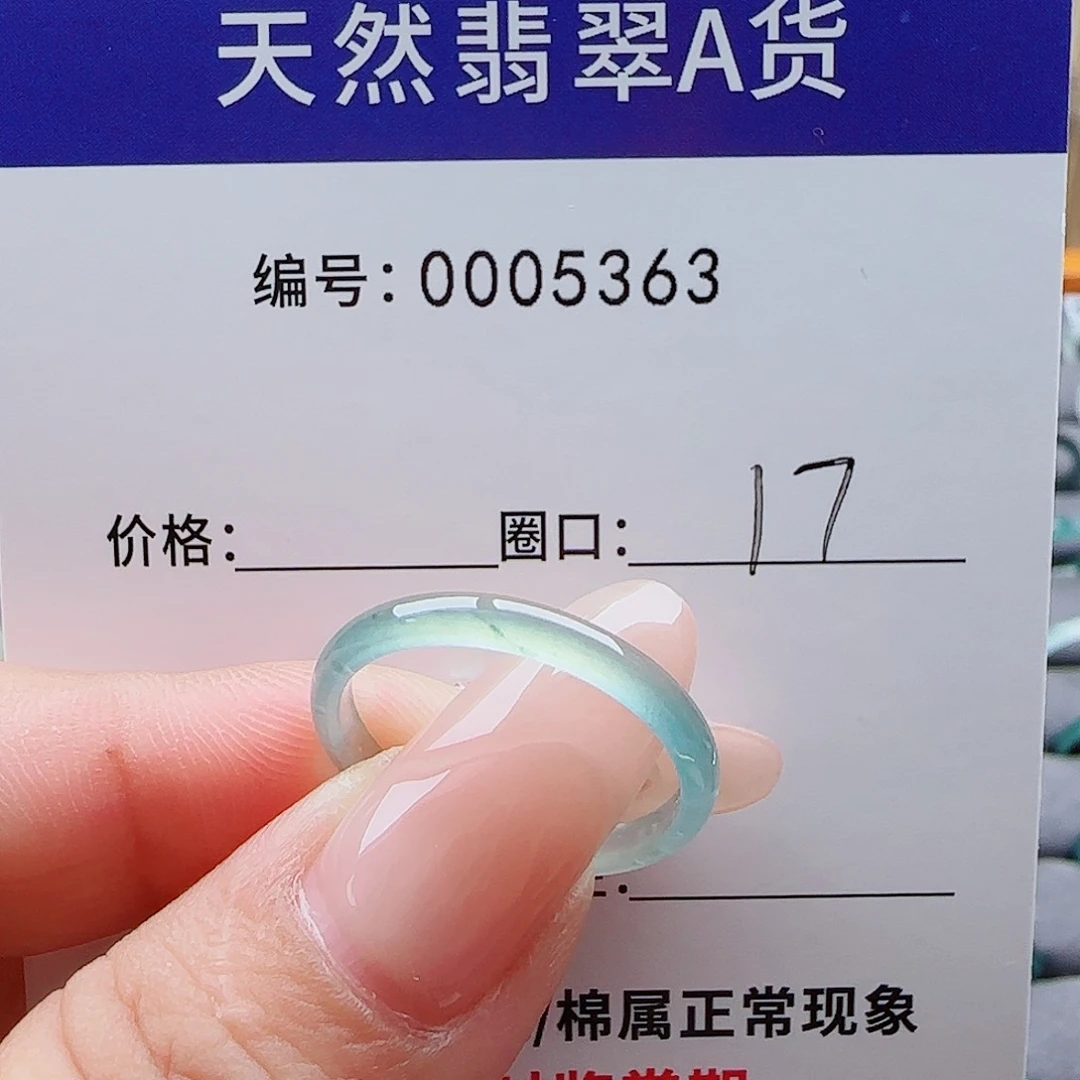 天然翡翠A货
编号：0005363
价格：
圈口：17
棉属正常现象